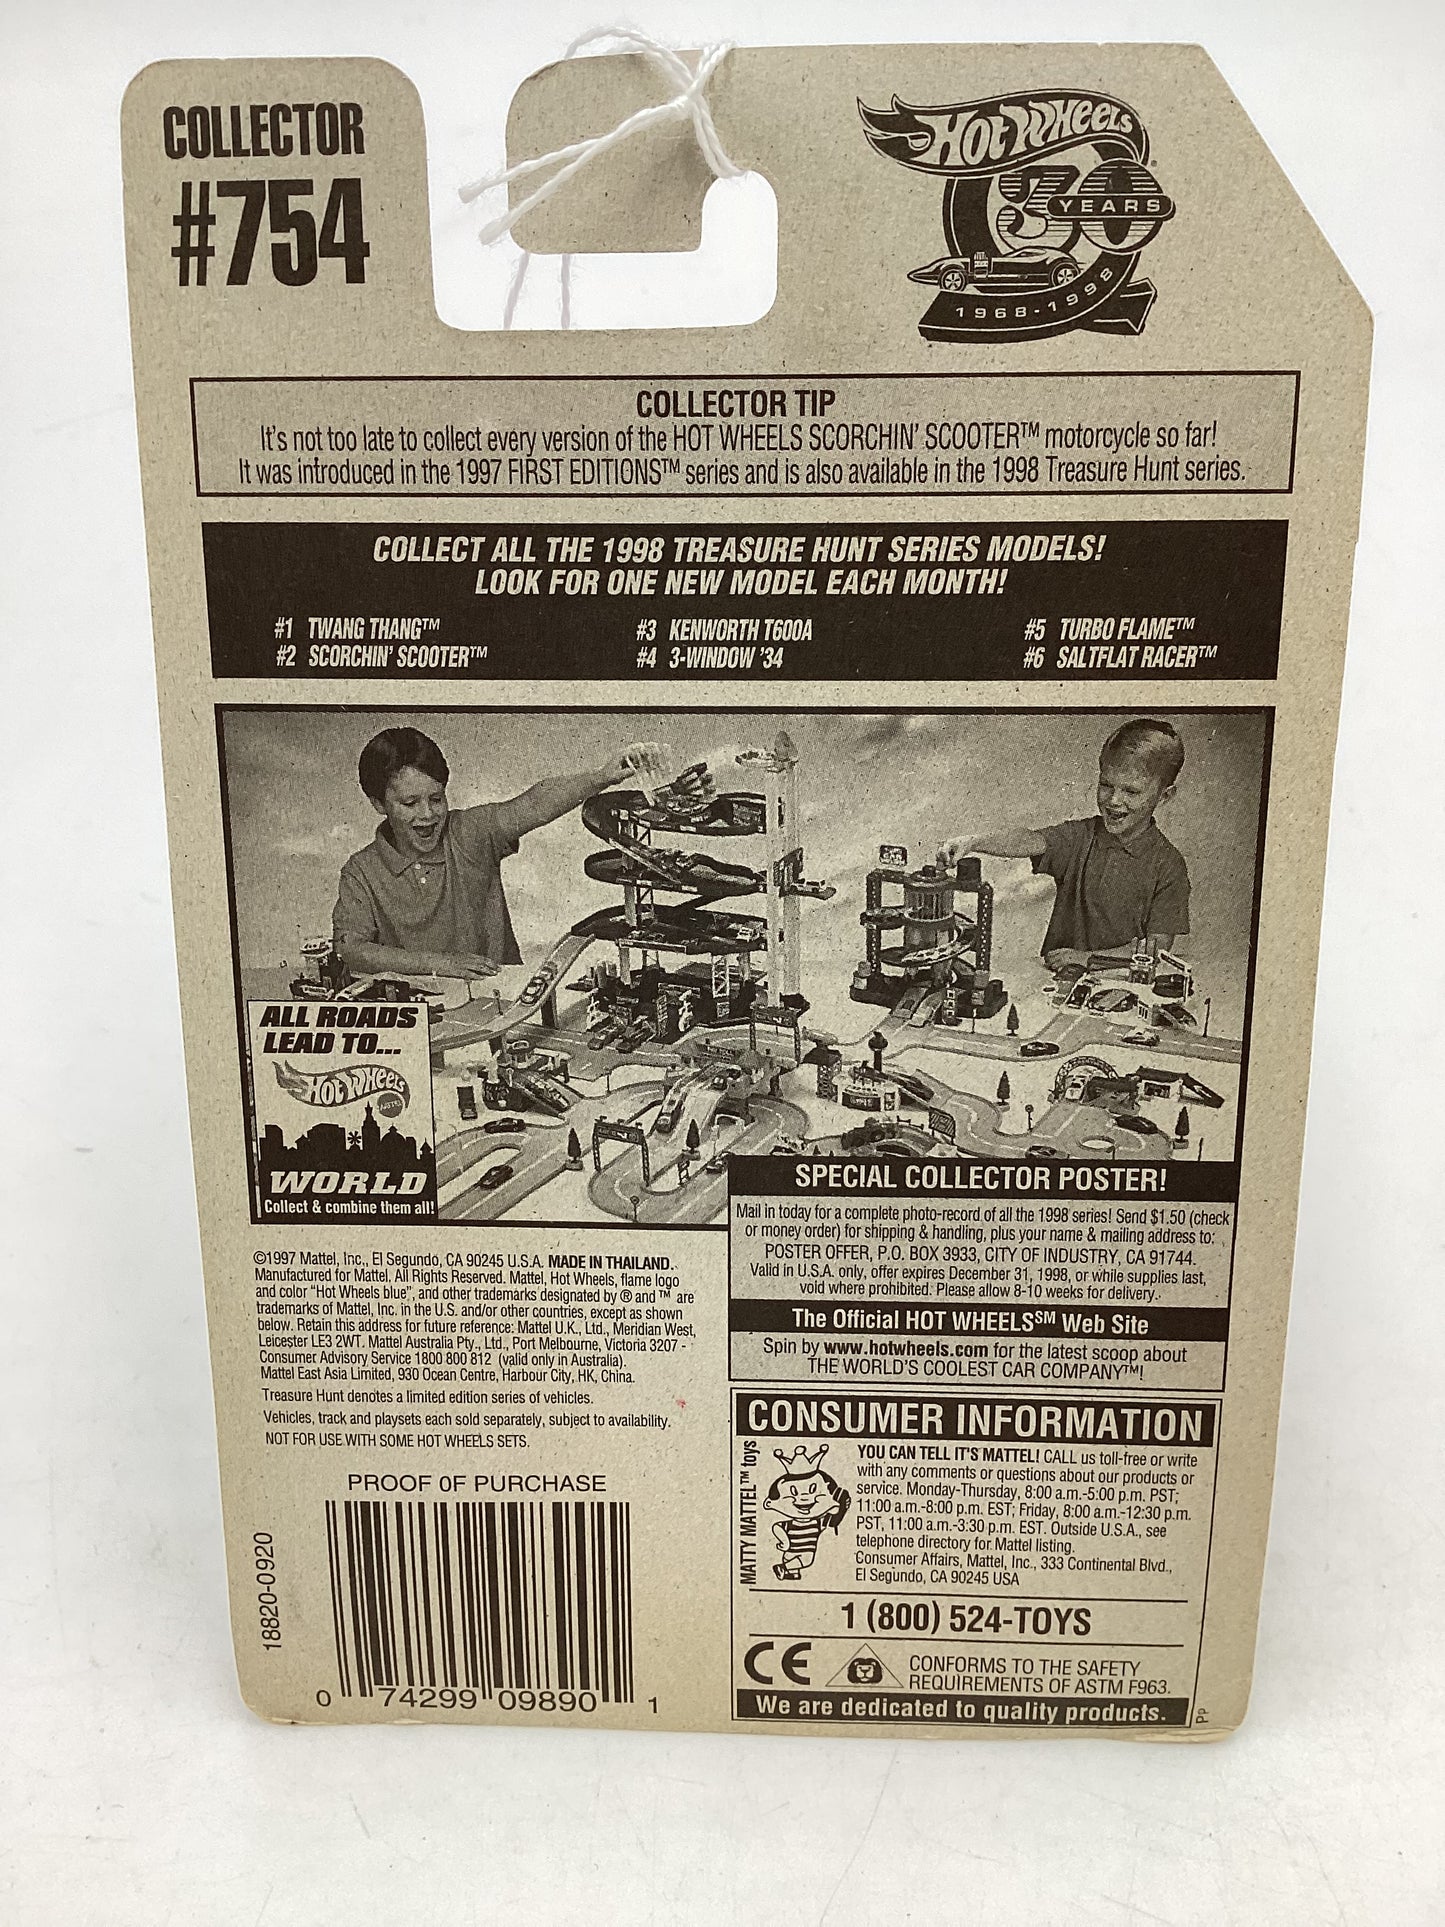 COLLECTOR
#754
Hot Wheels
30
YEARS
1968-1998
COLLECTOR TIP
It's not too late to collect every version of the HOT WHEELS SCORCHIN' SCOOTER™ motorcycle so far!
It was introduced in the 1997 FIRST EDITIONS™ series and is also available in the 1998 Treasure Hunt series.
COLLECT ALL THE 1998 TREASURE HUNT SERIES MODELS!
LOOK FOR ONE NEW MODEL EACH MONTH!
#1 TWANG THANG™
#2 SCORCHIN' SCOOTER™
#3 KENWORTH T600A
#4 3-WINDOW '34
#5 TURBO FLAME™
#6 SALTFLAT RACER™
ALL ROADS
LEAD TO...
Hot Wheels
MATTEL
WORLD
Collect & combine them all!
SPECIAL COLLECTOR POSTER!
Mail in today for a complete photo-record of all the 1998 series! Send $1.50 (check
or money order) for shipping & handling, plus your name & mailing address to:
POSTER OFFER, P.O. BOX 3933, CITY OF INDUSTRY, CA 91744.
Valid in U.S.A. only, offer expires December 31, 1998, or while supplies last,
void where prohibited. Please allow 8-10 weeks for delivery.
The Official HOT WHEELS℠ Web Site
Spin by www.hotwheels.com for the latest scoop about
THE WORLD'S COOLEST CAR COMPANY™!
©1997 Mattel, Inc., El Segundo, CA 90245 U.S.A. MADE IN THAILAND.
Manufactured for Mattel, All Rights Reserved. Mattel, Hot Wheels, flame logo
and color "Hot Wheels blue", and other trademarks designated by ® and ™ are
trademarks of Mattel, Inc. in the U.S. and/or other countries, except as shown
below. Retain this address for future reference: Mattel U.K., Ltd., Meridian West,
Leicester LE3 2WT. Mattel Australia Pty., Ltd., Port Melbourne, Victoria 3207 -
Consumer Advisory Service 1800 800 812 (valid only in Australia).
Mattel East Asia Limited, 930 Ocean Centre, Harbour City, HK, China.
Treasure Hunt denotes a limited edition series of vehicles.
Vehicles, track and playsets each sold separately, subject to availability.
NOT FOR USE WITH SOME HOT WHEELS SETS.
PROOF OF PURCHASE
18820-0920
0 74299 09890 1
CONSUMER INFORMATION
MATTY MATTEL™ toys
YOU CAN TELL IT'S MATTEL! CALL us toll-free or write
with any comments or questions about our products or
service. Monday-Thursday, 8:00 a.m.-5:00 p.m. PST;
11:00 a.m.-8:00 p.m. EST; Friday, 8:00 a.m.-12:30 p.m.
PST, 11:00 a.m.-3:30 p.m. EST. Outside U.S.A., see
telephone directory for Mattel listing.
Consumer Affairs, Mattel, Inc., 333 Continental Blvd.,
El Segundo, CA 90245 USA
1 (800) 524-TOYS
CE
CONFORMS TO THE SAFETY
REQUIREMENTS OF ASTM F963.
We are dedicated to quality products.
Pp